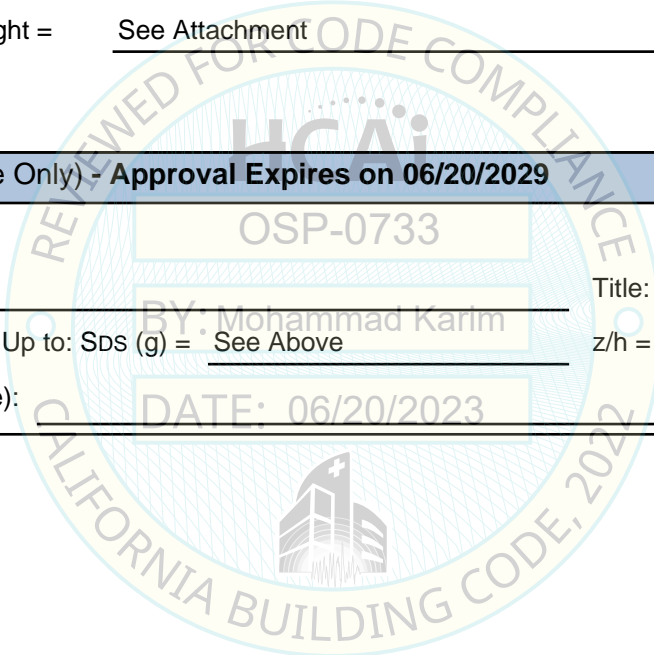 ght = See Attachment
REVIEWED FOR CODE COMPLIANCE
HCAi
e Only) - Approval Expires on 06/20/2029
OSP-0733
Title:
BY: Mohammad Karim
Up to: SDS (g) = See Above z/h =
e):
DATE: 06/20/2023
CALIFORNIA BUILDING CODE, 2022